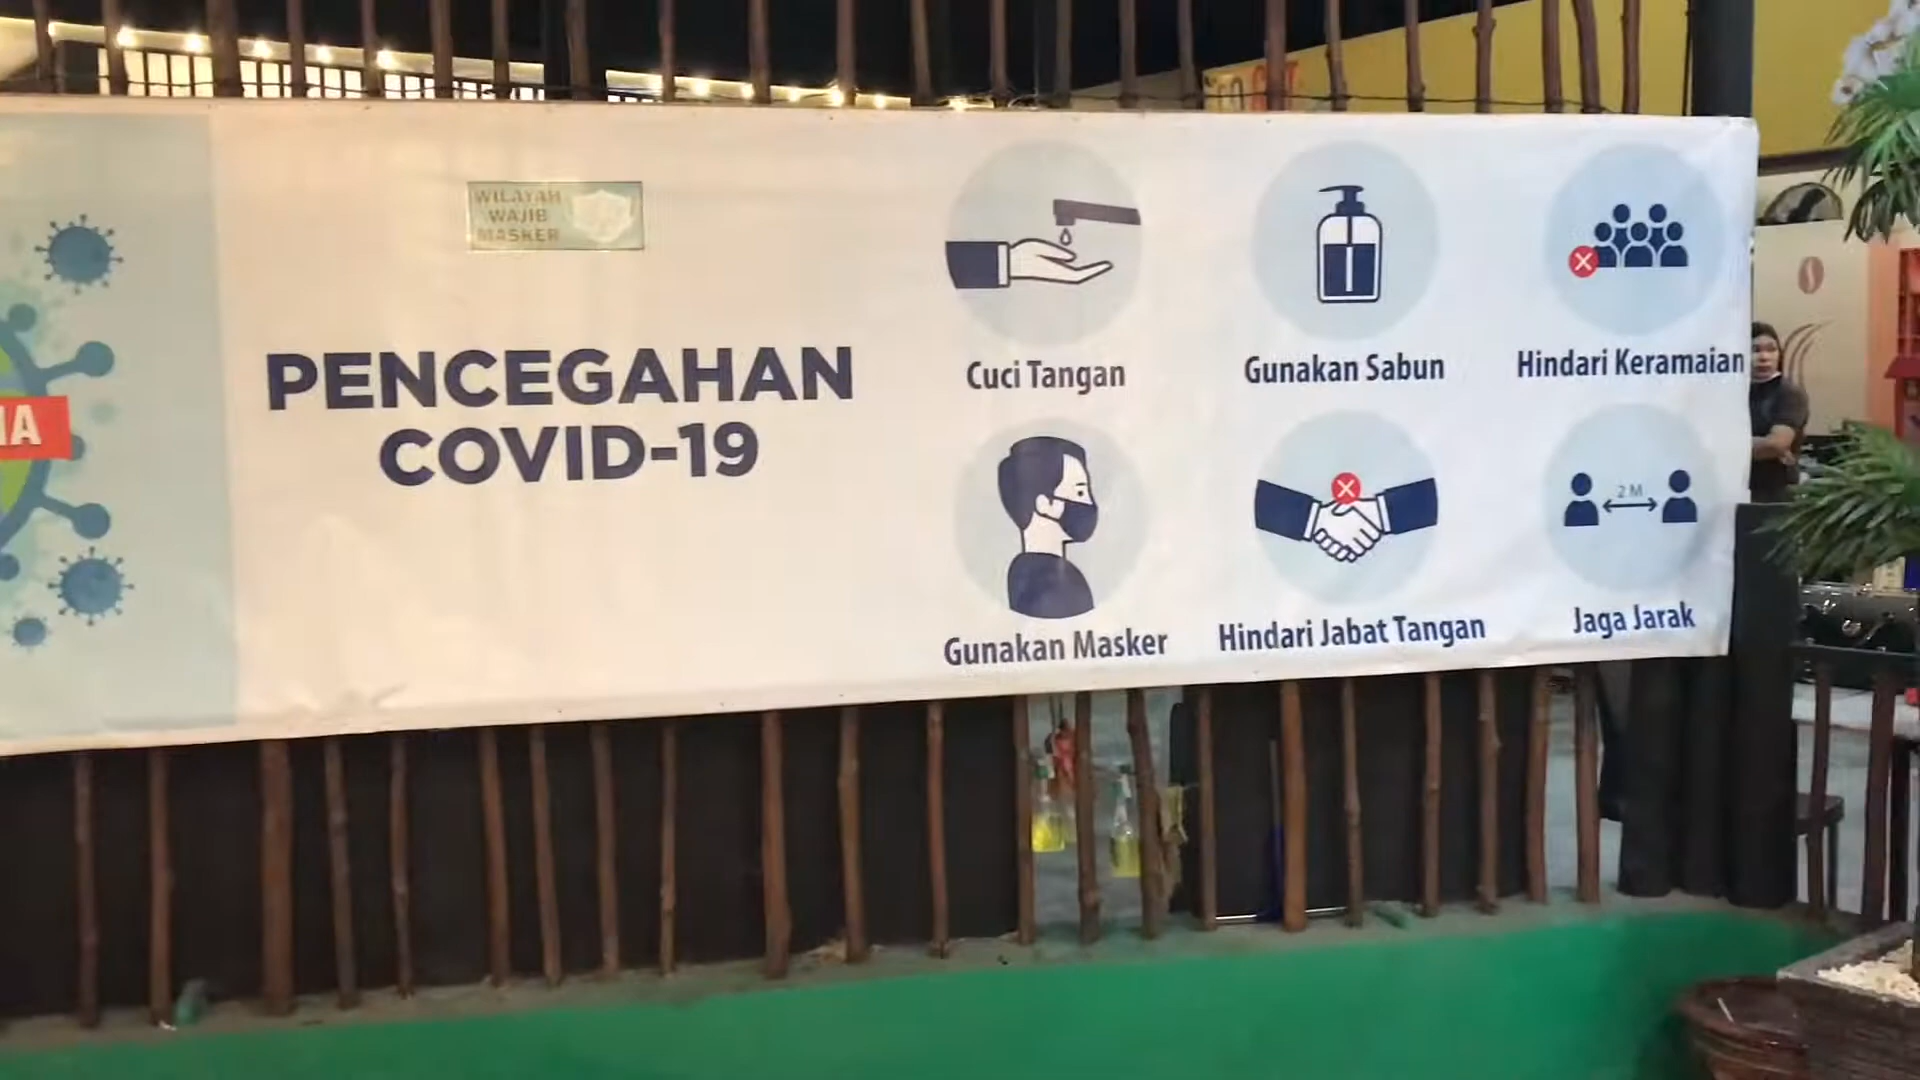 WILAYAH
WAJIB
MASKER
PENCEGAHAN
COVID-19
Cuci Tangan
Gunakan Sabun
Hindari Keramaian
2 M
Gunakan Masker
Hindari Jabat Tangan
Jaga Jarak